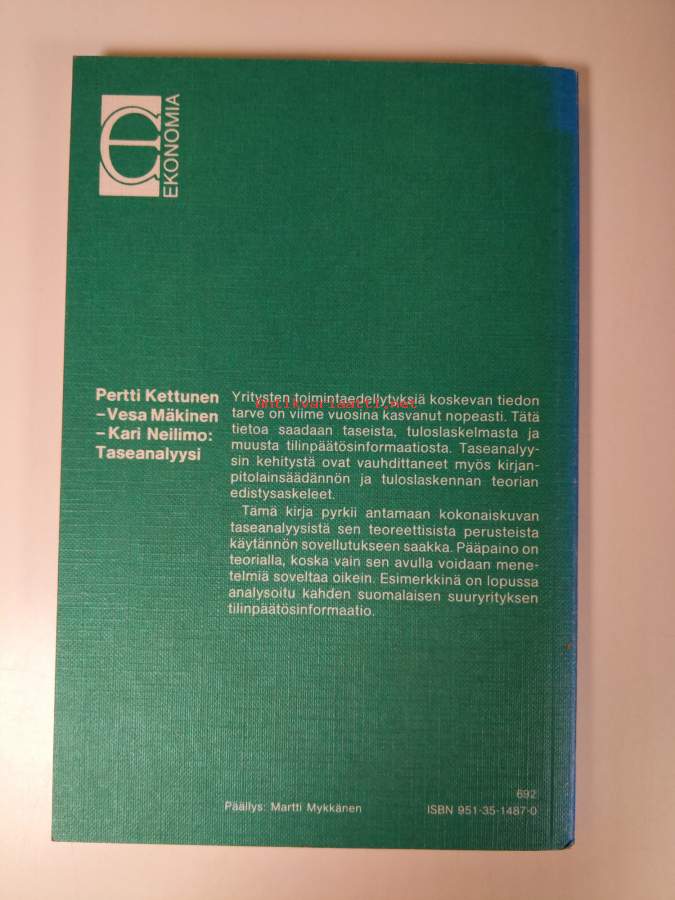 EKONOMIA
Pertti Kettunen
–Vesa Mäkinen
–Kari Neilimo:
Taseanalyysi
Yritysten toimintaedellytyksiä koskevan tiedon
antikvariaatti.net
tarve on viime vuosina kasvanut nopeasti. Tätä
tietoa saadaan taseista, tuloslaskelmasta ja
muusta tilinpäätösinformaatiosta. Taseanalyy-
sin kehitystä ovat vauhdittaneet myös kirjan-
pitolainsäädännön ja tuloslaskennan teorian
edistysaskeleet.
Tämä kirja pyrkii antamaan kokonaiskuvan
taseanalyysistä sen teoreettisista perusteista
käytännön sovellutukseen saakka. Pääpaino on
teorialla, koska vain sen avulla voidaan mene-
telmiä soveltaa oikein. Esimerkkinä on lopussa
analysoitu kahden suomalaisen suuryrityksen
tilinpäätösinformaatio.
692
Päällys: Martti Mykkänen
ISBN 951-35-1487-0